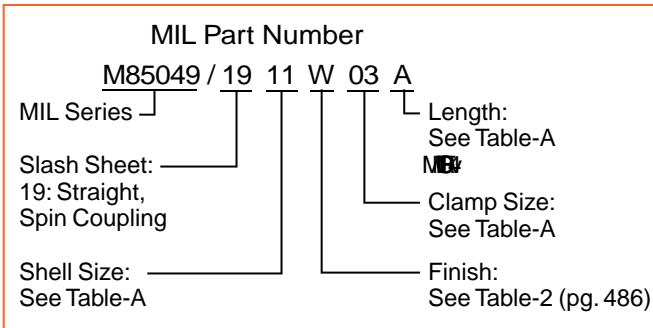 MIL Part Number
M85049 / 19 11 W 03 A
MIL Series
Slash Sheet:
19: Straight,
Spin Coupling
Shell Size:
See Table-A
Length:
See Table-A
Clamp Size:
See Table-A
Finish:
See Table-2 (pg. 486)